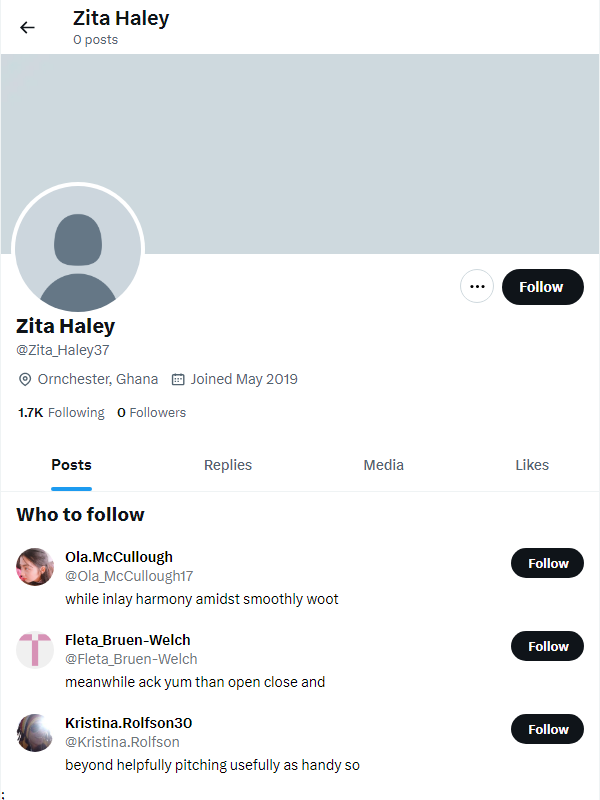 Zita Haley
0 posts
Follow
Zita Haley
@Zita_Haley37
Ornchester, Ghana Joined May 2019
1.7K Following 0 Followers
Posts Replies Media Likes
Who to follow
Ola.McCullough
@Ola_McCullough17
Follow
while inlay harmony amidst smoothly woot
Fleta_Bruen-Welch
@Fleta_Bruen-Welch
Follow
meanwhile ack yum than open close and
Kristina.Rolfson30
@Kristina.Rolfson
Follow
beyond helpfully pitching usefully as handy so
;